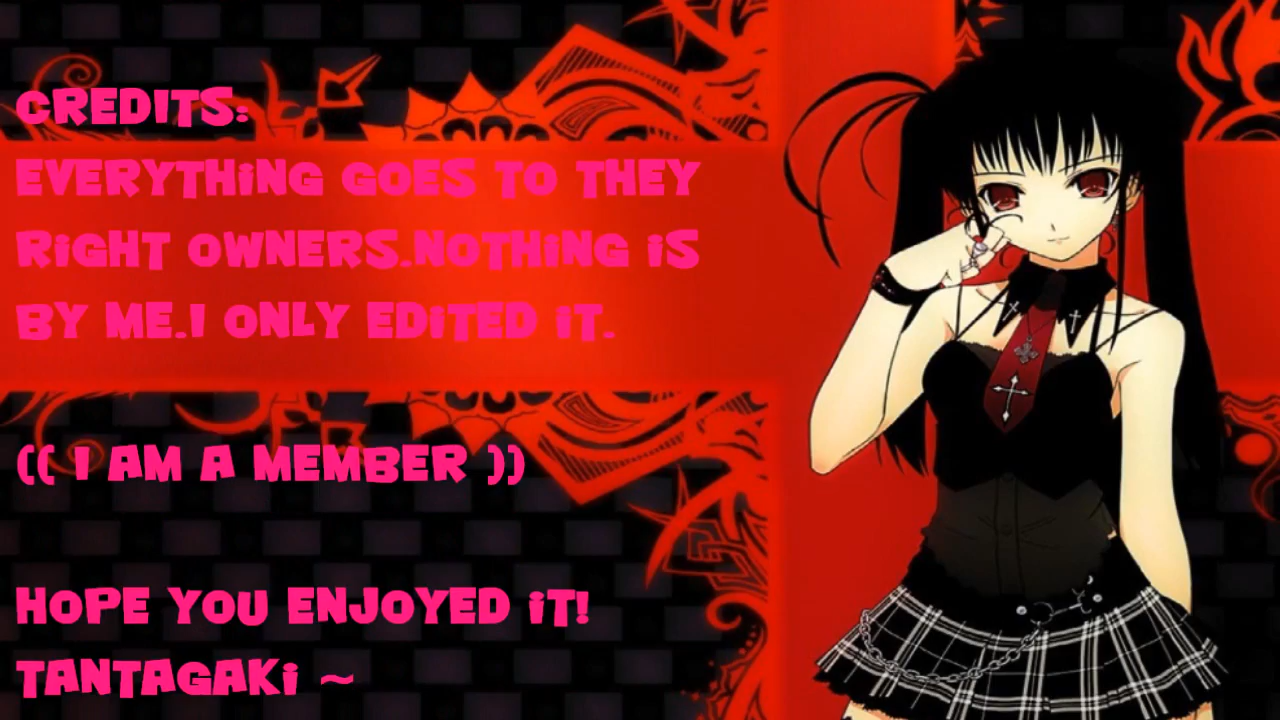 CREDITS:
EVERYTHiNG GOES TO THEY
RiGHT OWNERS.NOTHiNG iS
BY ME.I ONLY EDiTED iT.
(( I AM A MEMBER ))
HOPE YOU ENJOYED iT!
TANTAGAKi ~